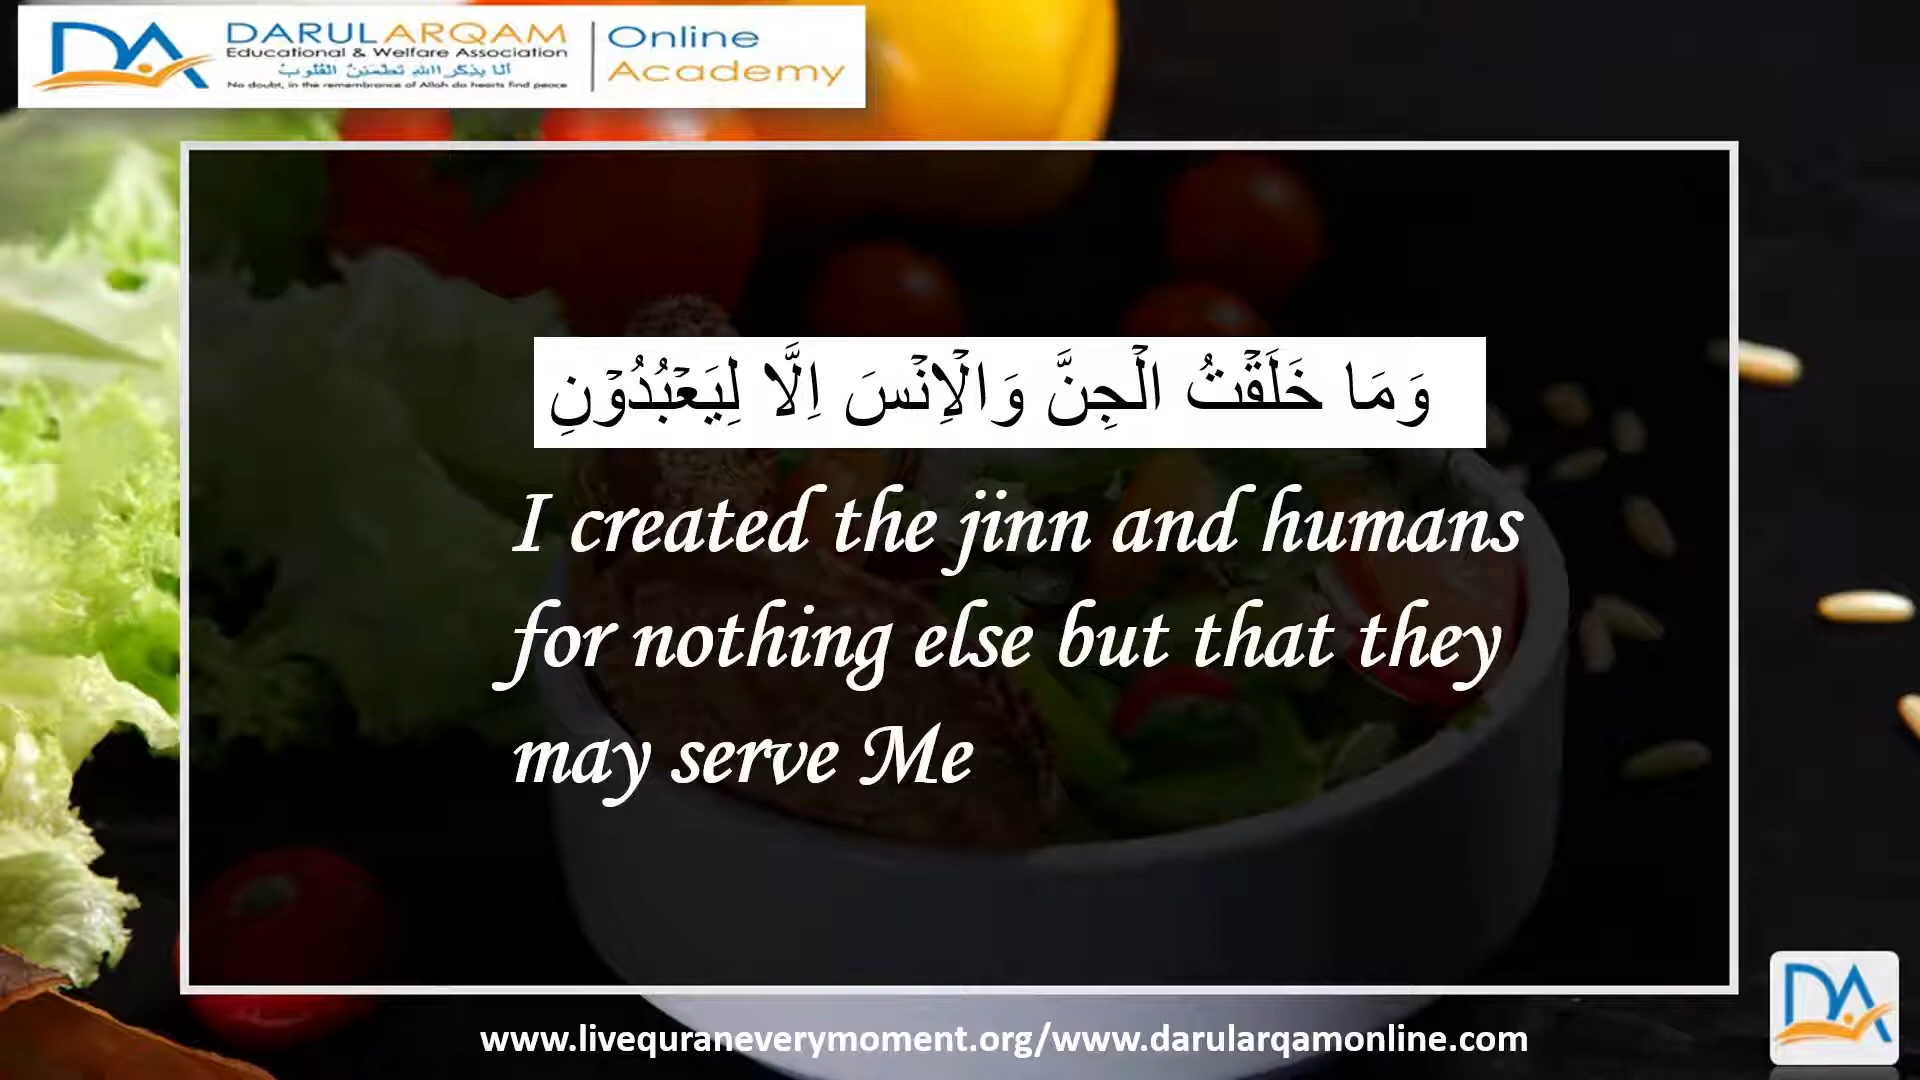 DARULARQAM
Educational & Welfare Association
ألا بذكر الله تطمئن القلوب
No doubt, in the remembrance of Allah do hearts find peace
Online
Academy
وَمَا خَلَقۡتُ الۡجِنَّ وَالۡاِنۡسَ اِلَّا لِيَعۡبُدُوۡنِ
I created the jinn and humans
for nothing else but that they
may serve Me
www.livequraneverymoment.org/www.darularqamonline.com